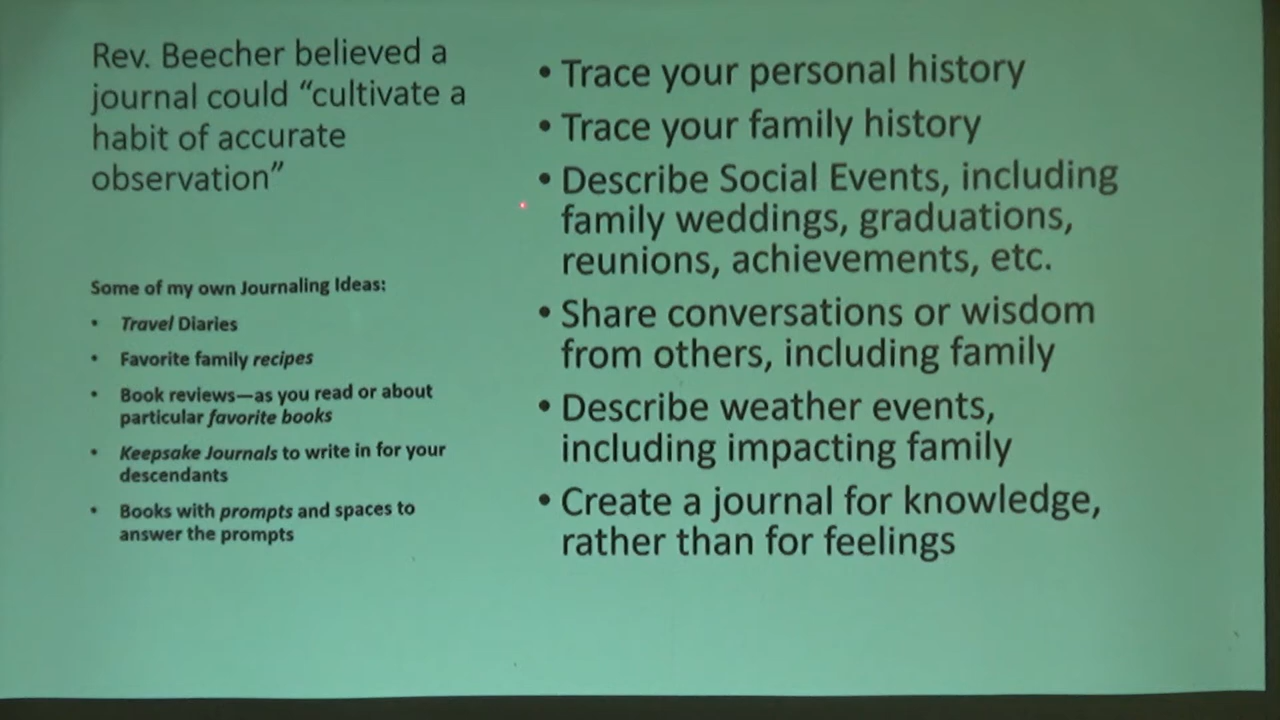 Rev. Beecher believed a
journal could “cultivate a
habit of accurate
observation”
Some of my own Journaling Ideas:
• Travel Diaries
• Favorite family recipes
• Book reviews—as you read or about
particular favorite books
• Keepsake Journals to write in for your
descendants
• Books with prompts and spaces to
answer the prompts
• Trace your personal history
• Trace your family history
• Describe Social Events, including
family weddings, graduations,
reunions, achievements, etc.
• Share conversations or wisdom
from others, including family
• Describe weather events,
including impacting family
• Create a journal for knowledge,
rather than for feelings